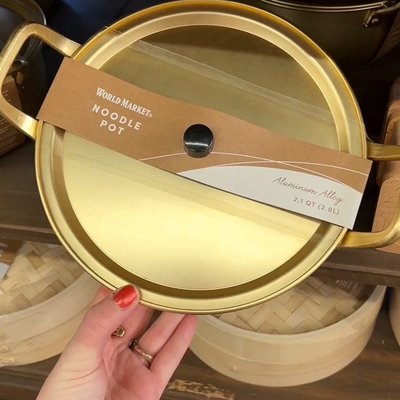 WORLD MARKET®
NOODLE
POT
Aluminum Alloy
2.1 QT (2.0L)